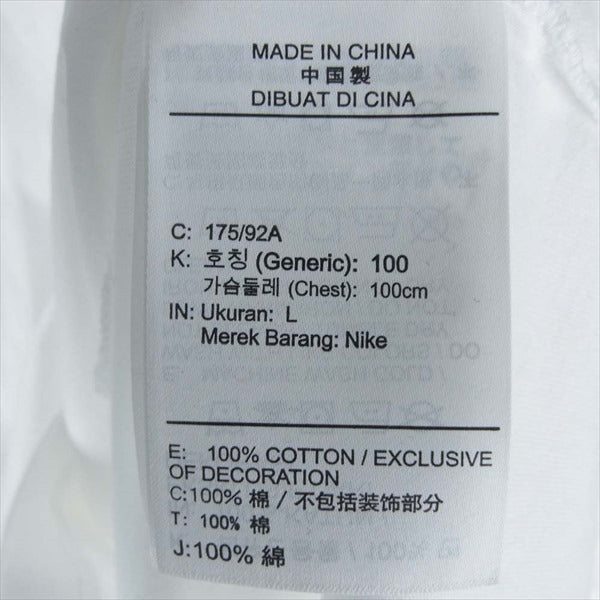 MADE IN CHINA
中国製
DIBUAT DI CINA
C: 175/92A
K: 호칭 (Generic): 100
가슴둘레 (Chest): 100cm
IN: Ukuran: L
Merek Barang: Nike
E: 100% COTTON / EXCLUSIVE
OF DECORATION
C:100% 棉 / 不包括装饰部分
T: 100% 棉
J:100% 綿